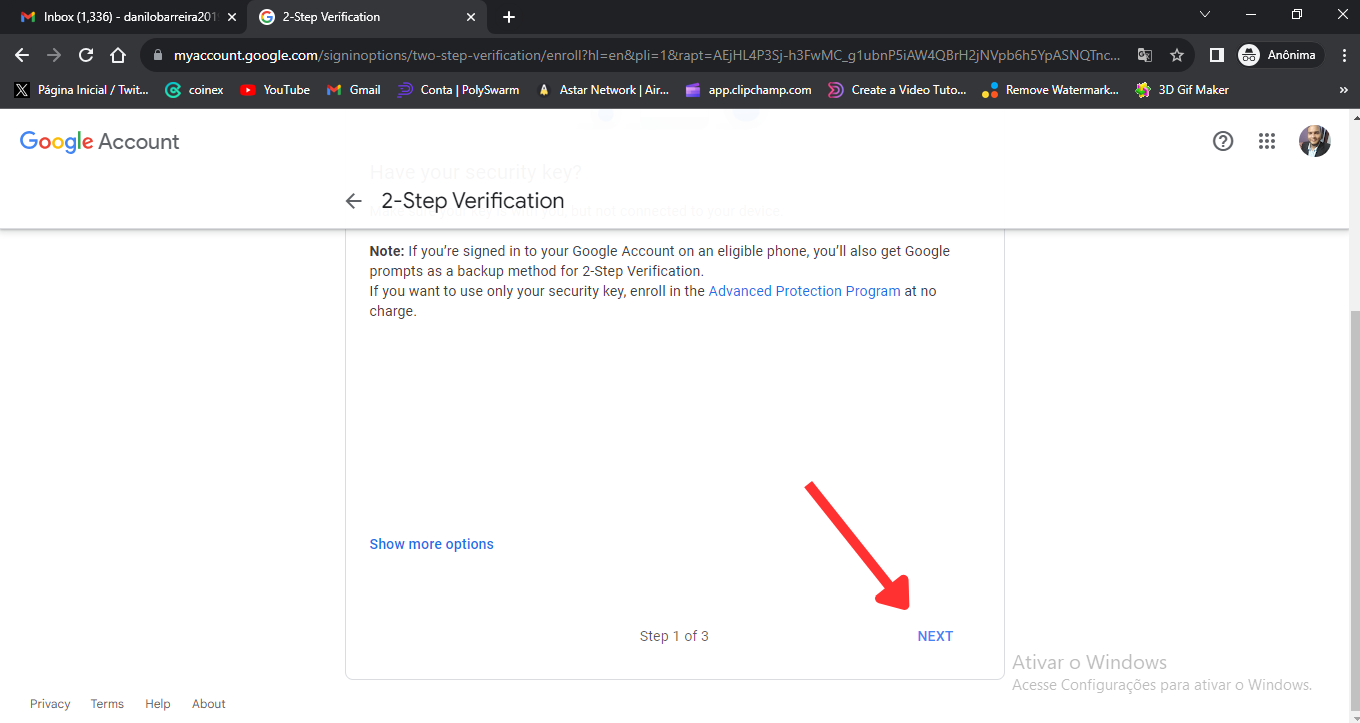 Inbox (1,336) - danilobarreira201
2-Step Verification
myaccount.google.com/signinoptions/two-step-verification/enroll?hl=en&pli=1&rapt=AEjHL4P3Sj-h3FwMC_g1ubnP5iAW4QBrH2jNVpb6h5YpASNQTnc...
Anônima
Página Inicial / Twit...
coinex
YouTube
Gmail
Conta | PolySwarm
Astar Network | Air...
app.clipchamp.com
Create a Video Tuto...
Remove Watermark...
3D Gif Maker
»
Google Account
Have your security key?
2-Step Verification
Note: If you’re signed in to your Google Account on an eligible phone, you’ll also get Google
prompts as a backup method for 2-Step Verification.
If you want to use only your security key, enroll in the Advanced Protection Program at no
charge.
Show more options
Step 1 of 3
NEXT
Ativar o Windows
Acesse Configurações para ativar o Windows.
Privacy
Terms
Help
About